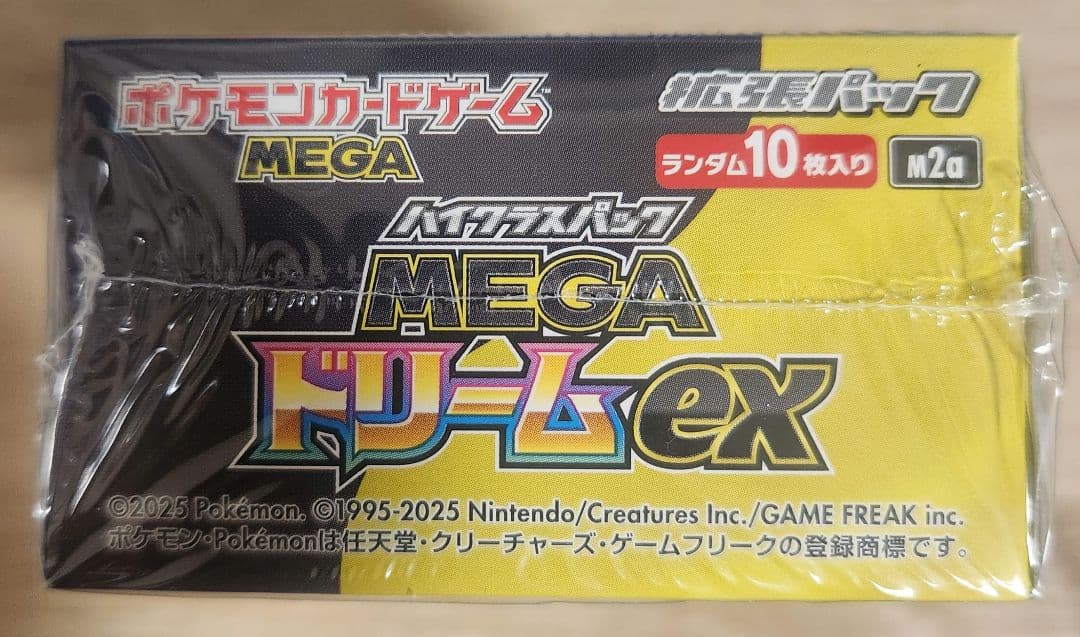 ポケモンカードゲーム™
MEGA
拡張パック
ランダム10枚入り
M2a
ハイクラスパック
MEGA
ドリームex
©2025 Pokémon. ©1995-2025 Nintendo/Creatures Inc./GAME FREAK inc.
ポケモン・Pokémonは任天堂・クリーチャーズ・ゲームフリークの登録商標です。